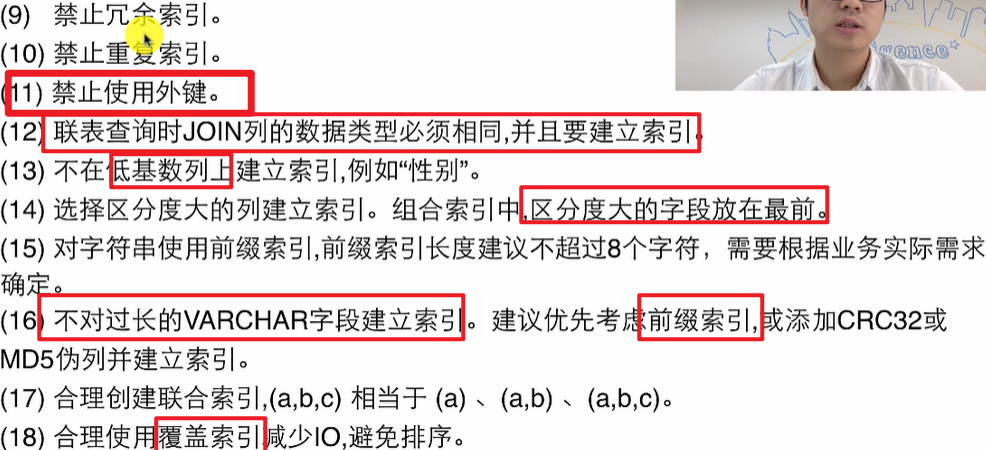 (9) 禁止冗余索引。
(10) 禁止重复索引。
(11) 禁止使用外键。
(12) 联表查询时JOIN列的数据类型必须相同,并且要建立索引。
(13) 不在低基数列上建立索引,例如“性别”。
(14) 选择区分度大的列建立索引。组合索引中,区分度大的字段放在最前。
(15) 对字符串使用前缀索引,前缀索引长度建议不超过8个字符，需要根据业务实际需求
确定。
(16) 不对过长的VARCHAR字段建立索引。建议优先考虑前缀索引,或添加CRC32或
MD5伪列并建立索引。
(17) 合理创建联合索引,(a,b,c) 相当于 (a) 、(a,b) 、(a,b,c)。
(18) 合理使用覆盖索引减少IO,避免排序。